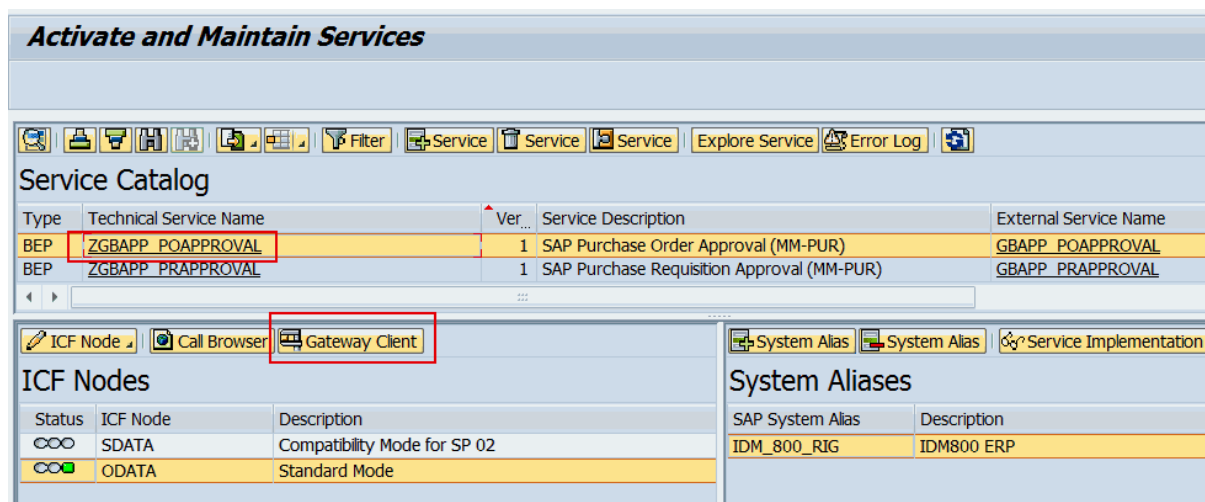 Activate and Maintain Services
Filter Service Service Service Explore Service Error Log
Service Catalog
Type Technical Service Name Ver... Service Description External Service Name
BEP ZGBAPP_POAPPROVAL 1 SAP Purchase Order Approval (MM-PUR) GBAPP_POAPPROVAL
BEP ZGBAPP_PRAPPROVAL 1 SAP Purchase Requisition Approval (MM-PUR) GBAPP_PRAPPROVAL
ICF Node Call Browser Gateway Client
System Alias System Alias Service Implementation
ICF Nodes
System Aliases
Status ICF Node Description
SAP System Alias Description
SDATA Compatibility Mode for SP 02
IDM_800_RIG IDM800 ERP
ODATA Standard Mode